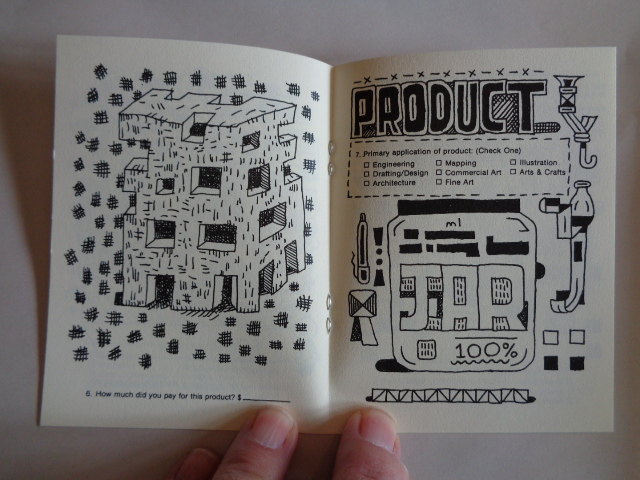 6. How much did you pay for this product? $
PRODUCT
7. Primary application of product: (Check One)
Engineering Mapping Illustration
Drafting/Design Commercial Art Arts & Crafts
Architecture Fine Art
ml
JAR
100%